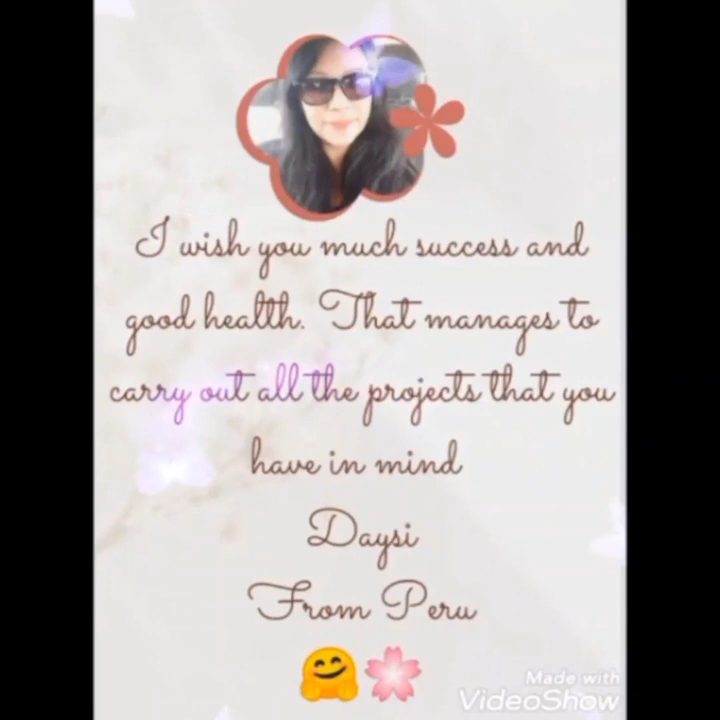 I wish you much success and
good health. That manages to
carry out all the projects that you
have in mind
Daysi
From Peru
Made with
VideoShow